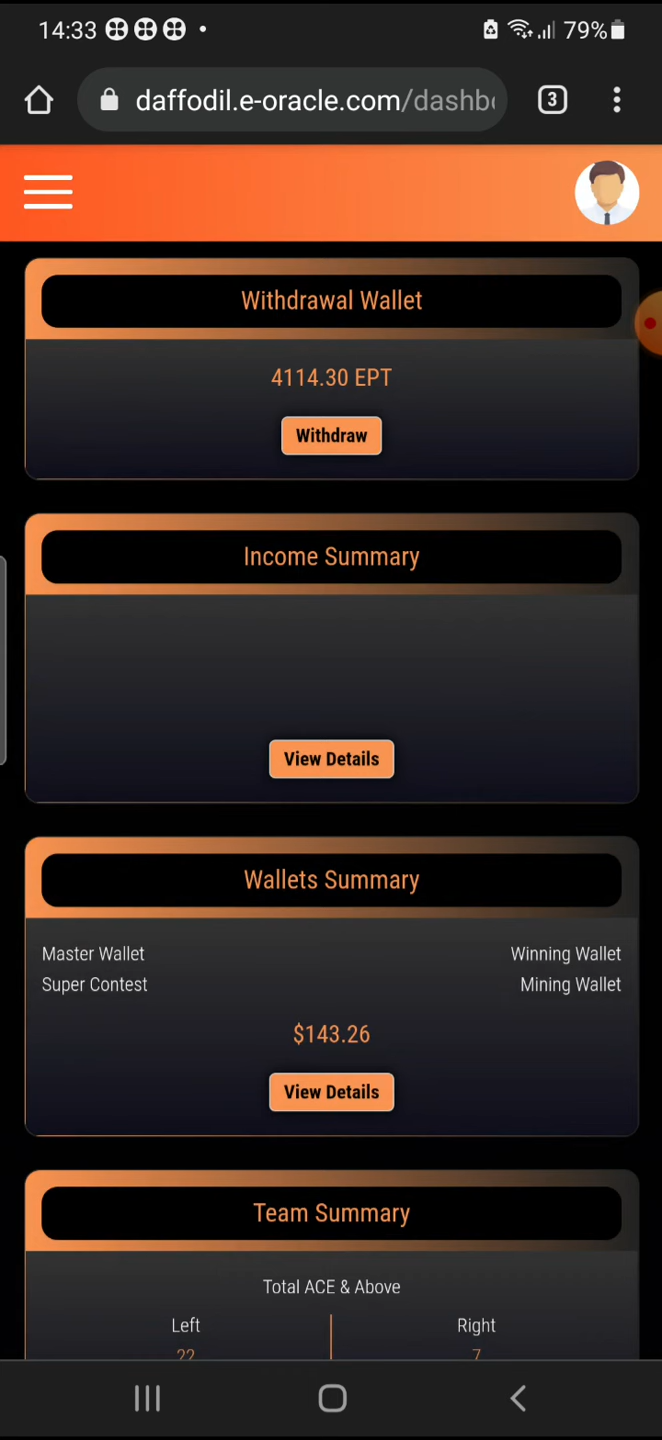 14:33
79%
daffodil.e-oracle.com/dashb
3
Withdrawal Wallet
4114.30 EPT
Withdraw
Income Summary
View Details
Wallets Summary
Master Wallet Winning Wallet
Super Contest Mining Wallet
$143.26
View Details
Team Summary
Total ACE & Above
Left Right
22 7